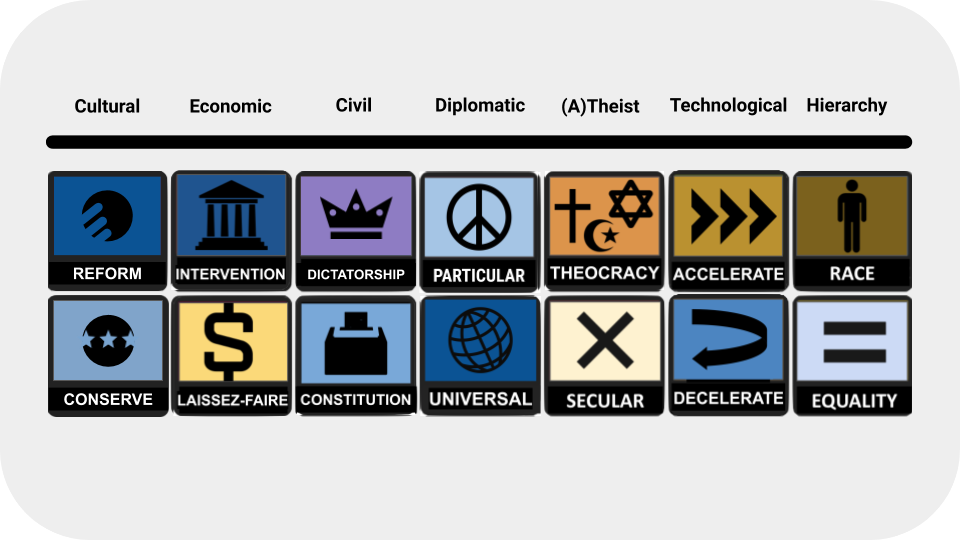 Cultural Economic Civil Diplomatic (A)Theist Technological Hierarchy
REFORM INTERVENTION DICTATORSHIP PARTICULAR THEOCRACY ACCELERATE RACE
CONSERVE LAISSEZ-FAIRE CONSTITUTION UNIVERSAL SECULAR DECELERATE EQUALITY